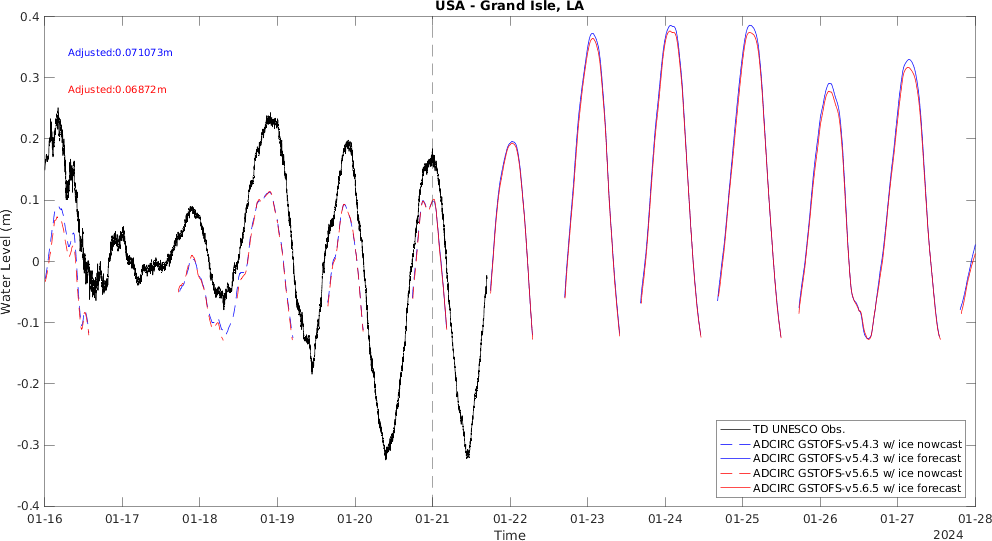 USA - Grand Isle, LA
0.4
Adjusted:0.071073m
0.3
Adjusted:0.06872m
0.2
0.1
0
-0.1
-0.2
-0.3
-0.4
Water Level (m)
TD UNESCO Obs.
ADCIRC GSTOFS-v5.4.3 w/ ice nowcast
ADCIRC GSTOFS-v5.4.3 w/ ice forecast
ADCIRC GSTOFS-v5.6.5 w/ ice nowcast
ADCIRC GSTOFS-v5.6.5 w/ ice forecast
01-16 01-17 01-18 01-19 01-20 01-21 01-22 01-23 01-24 01-25 01-26 01-27 01-28
Time
2024